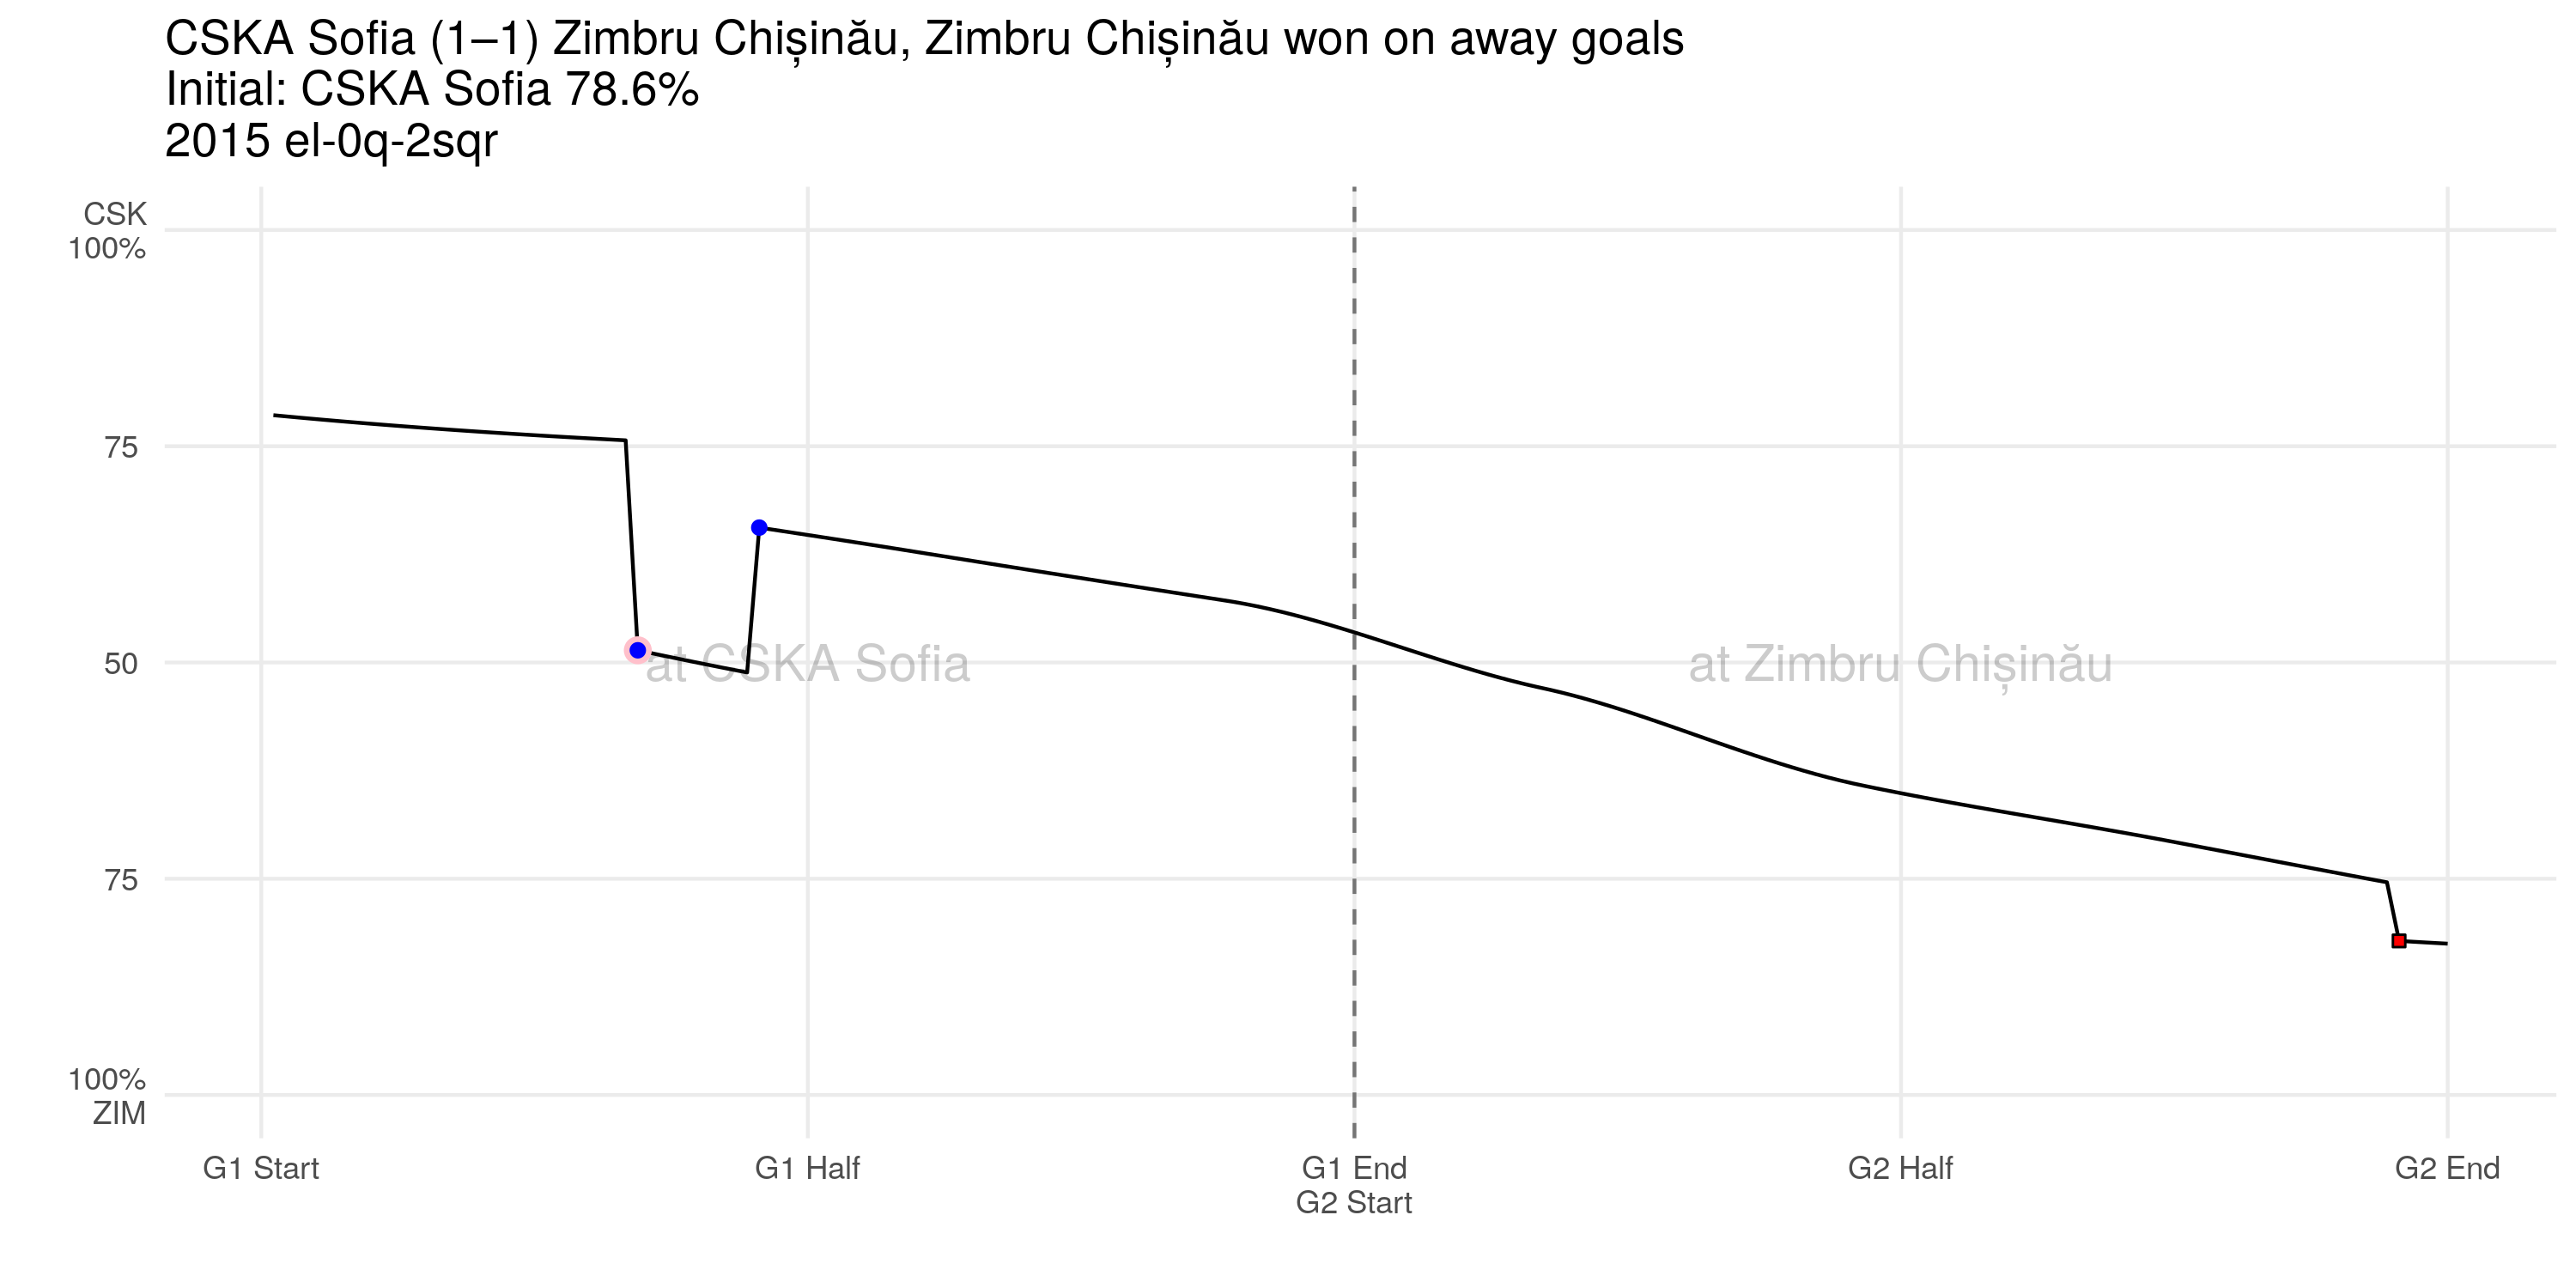 CSKA Sofia (1–1) Zimbru Chișinău, Zimbru Chișinău won on away goals
Initial: CSKA Sofia 78.6%
2015 el-0q-2sqr
CSK
100%
75
50
75
100%
ZIM
at CSKA Sofia
at Zimbru Chișinău
G1 Start
G1 Half
G1 End
G2 Start
G2 Half
G2 End